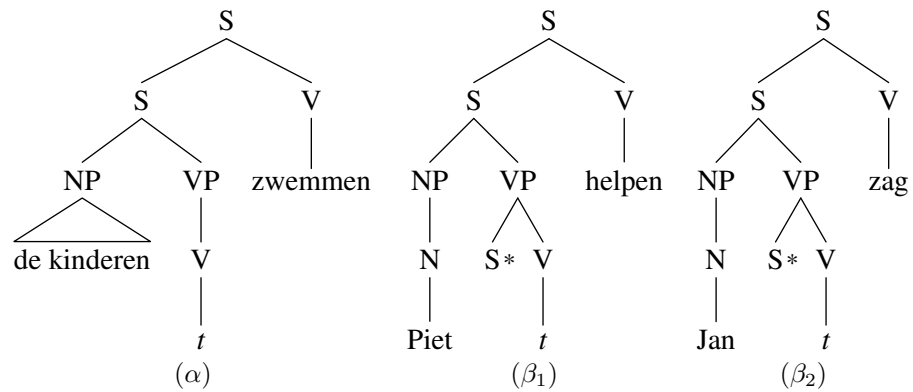 S S S
S V S V S V
NP VP zwemmen NP VP helpen NP VP zag
de kinderen V N S* V N S* V
t Piet t Jan t
(α) (β₁) (β₂)